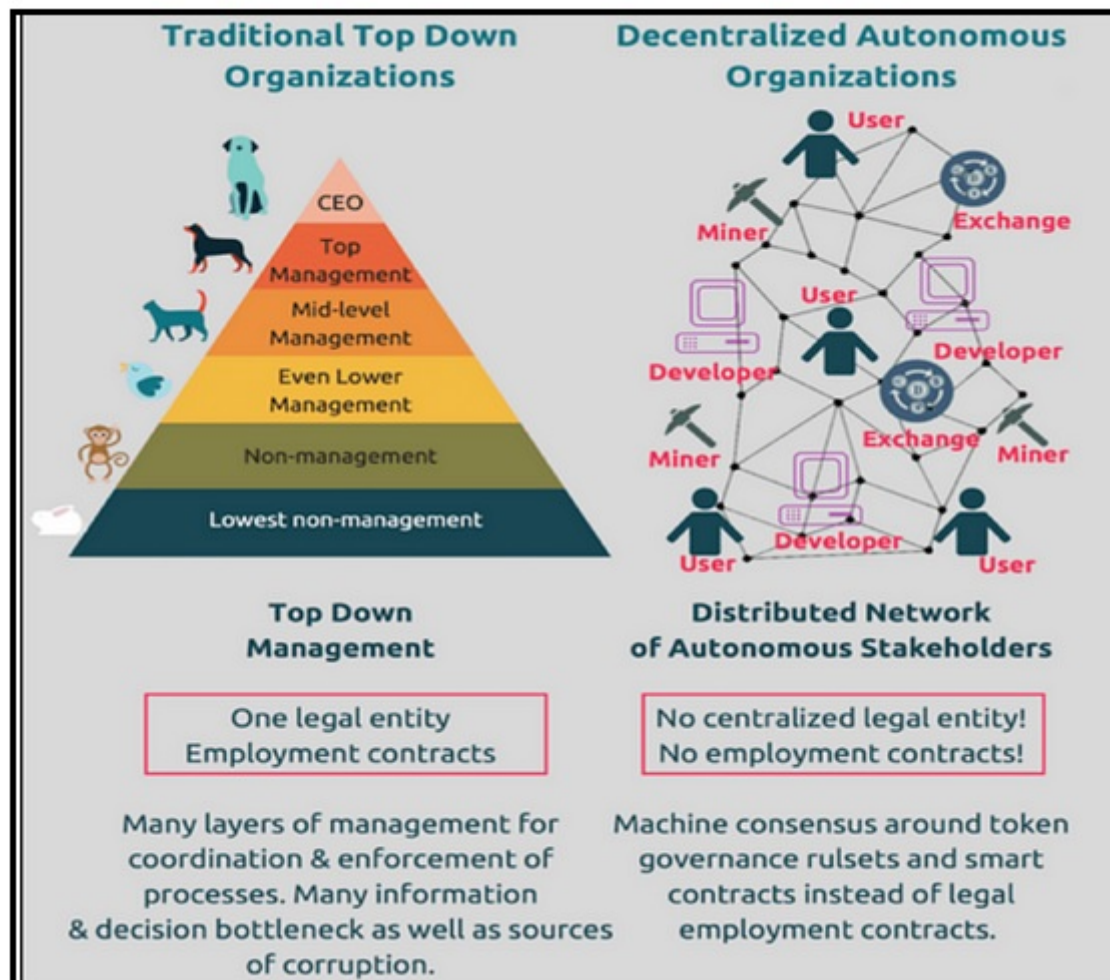 Traditional Top Down
Organizations
CEO
Top
Management
Mid-level
Management
Even Lower
Management
Non-management
Lowest non-management
Top Down
Management
One legal entity
Employment contracts
Many layers of management for
coordination & enforcement of
processes. Many information
& decision bottleneck as well as sources
of corruption.
Decentralized Autonomous
Organizations
User
Miner
Exchange
User
Developer
Developer
Exchange
Miner
Miner
User
Developer
User
Distributed Network
of Autonomous Stakeholders
No centralized legal entity!
No employment contracts!
Machine consensus around token
governance rulsets and smart
contracts instead of legal
employment contracts.